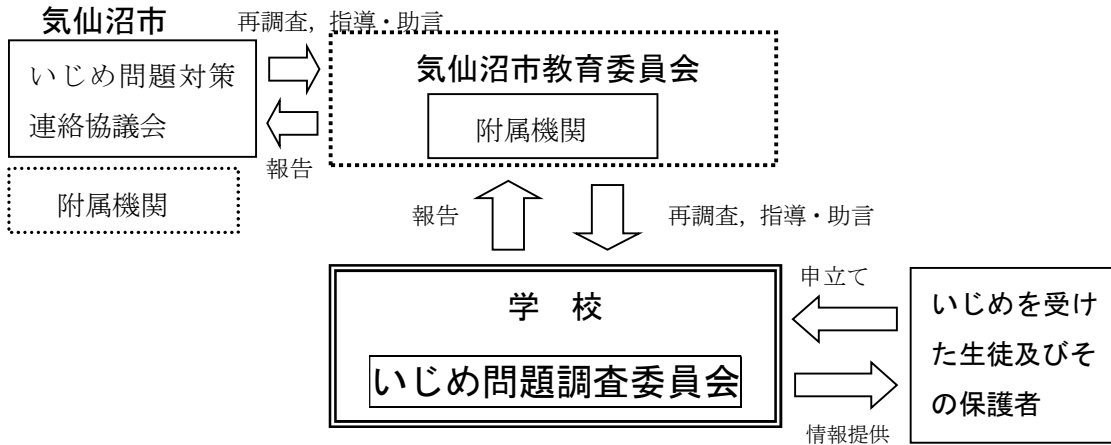 気仙沼市
再調査，指導・助言
いじめ問題対策
連絡協議会
報告
附属機関
気仙沼市教育委員会
附属機関
報告
再調査，指導・助言
学　校
いじめ問題調査委員会
申立て
情報提供
いじめを受け
た生徒及びそ
の保護者